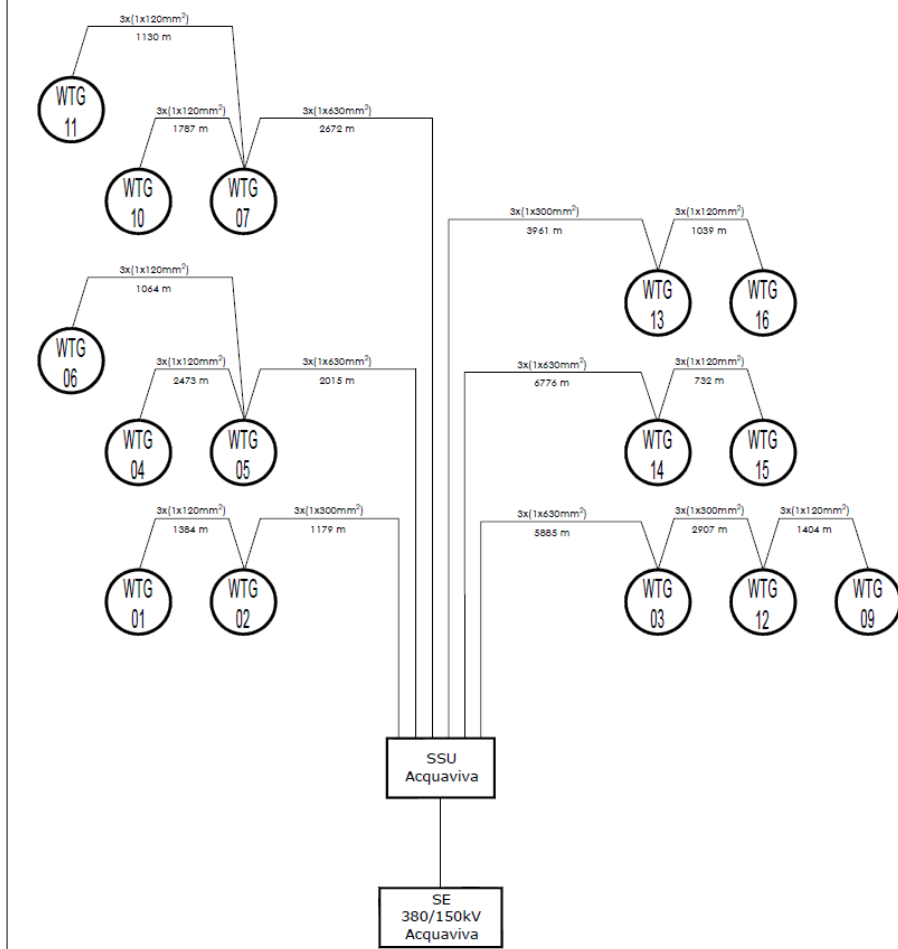 3x(1x120mm²)
1130 m
WTG
11
3x(1x120mm²)
1787 m
3x(1x630mm²)
2672 m
WTG
10
WTG
07
3x(1x300mm²)
3961 m
3x(1x120mm²)
1039 m
WTG
13
WTG
16
3x(1x120mm²)
1064 m
WTG
06
3x(1x120mm²)
2473 m
3x(1x630mm²)
2015 m
WTG
04
WTG
05
3x(1x630mm²)
6776 m
3x(1x120mm²)
732 m
WTG
14
WTG
15
3x(1x120mm²)
1384 m
3x(1x300mm²)
1179 m
WTG
01
WTG
02
3x(1x630mm²)
5885 m
3x(1x300mm²)
2907 m
3x(1x120mm²)
1404 m
WTG
03
WTG
12
WTG
09
SSU
Acquaviva
SE
380/150kV
Acquaviva